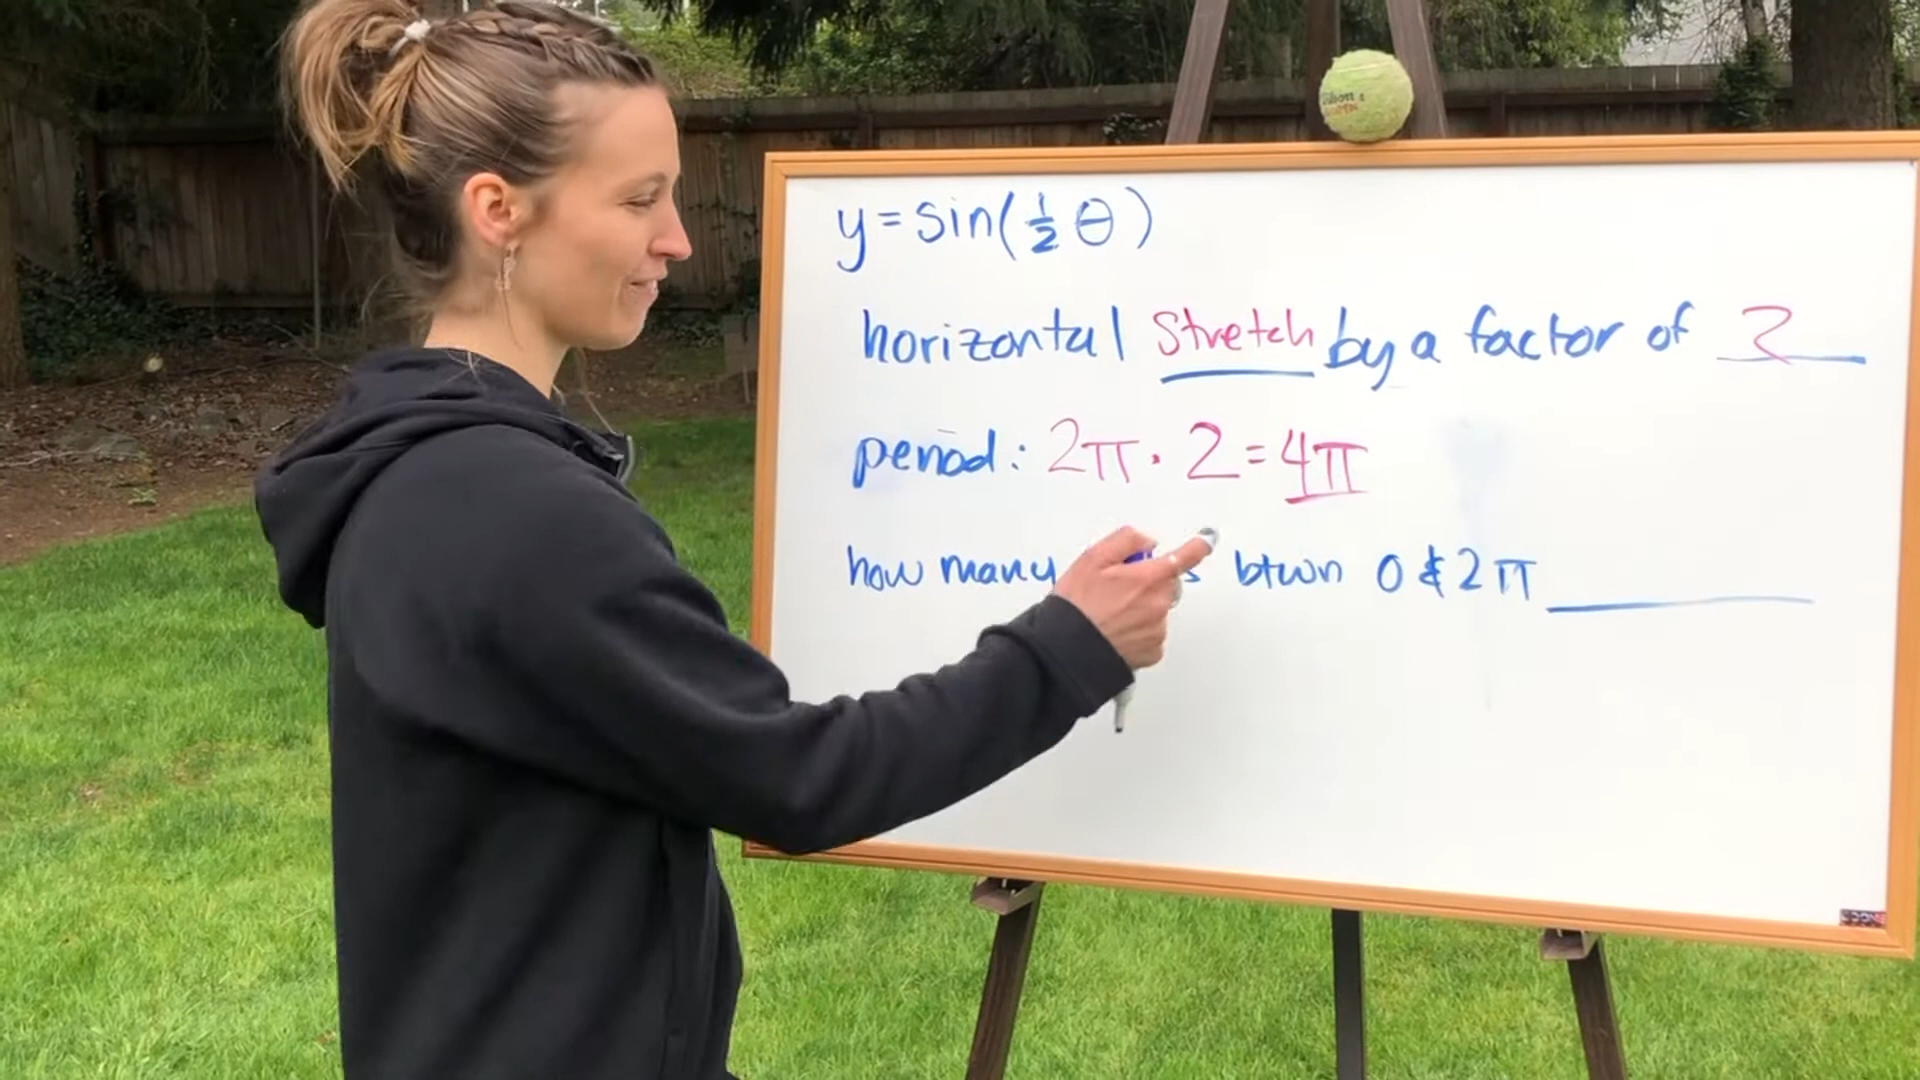 y = sin(½θ)
horizontal stretch by a factor of 2
period: 2π · 2 = 4π
how many btwn 0 & 2π